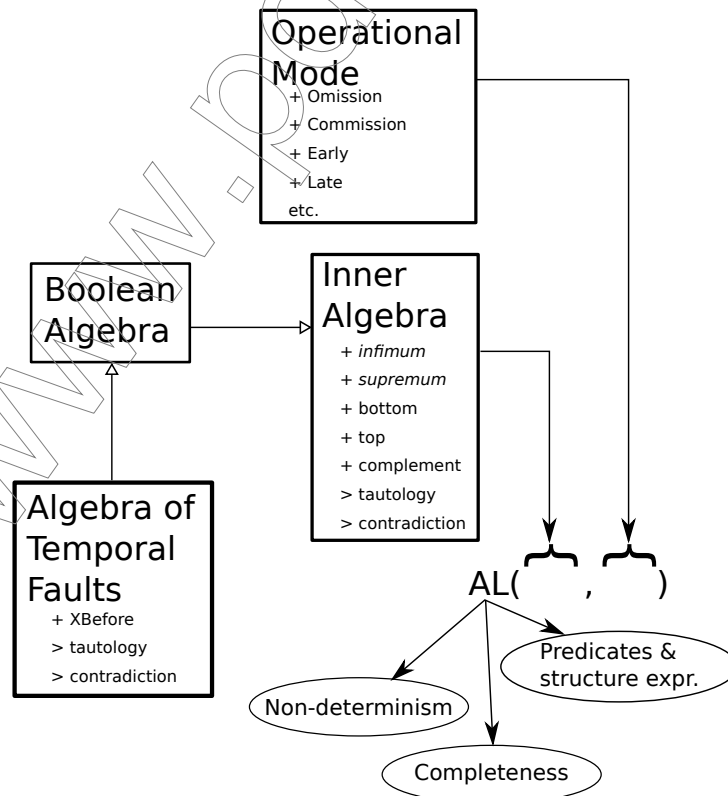 Operational
Mode
+ Omission
+ Commission
+ Early
+ Late
etc.
Boolean
Algebra
Inner
Algebra
+ infimum
+ supremum
+ bottom
+ top
+ complement
> tautology
> contradiction
Algebra of
Temporal
Faults
+ XBefore
> tautology
> contradiction
AL( , )
Predicates &
structure expr.
Non-determinism
Completeness
www.p